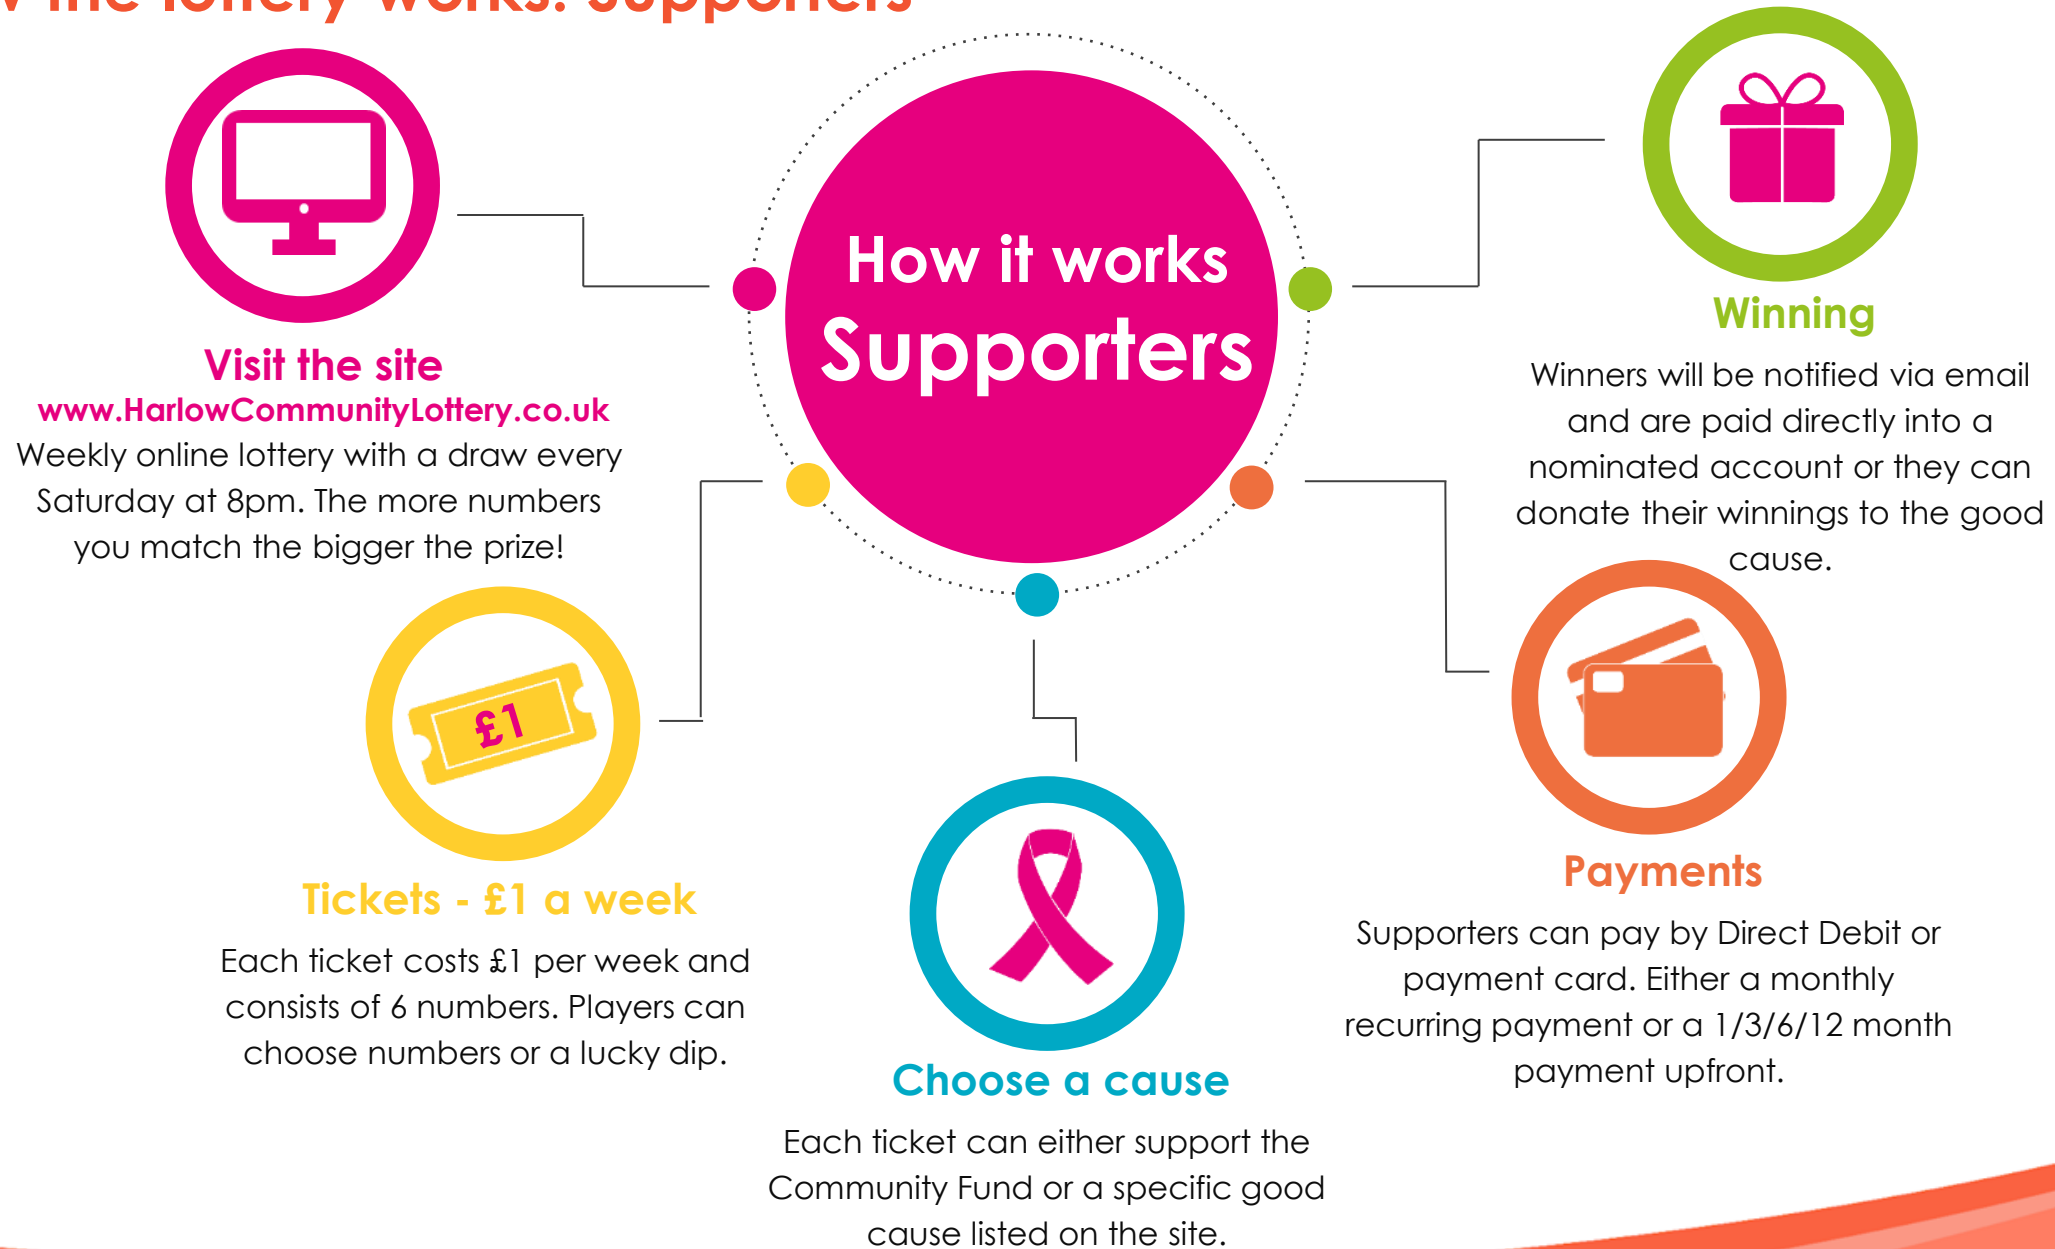 the lottery works: Supporters
How it works
Supporters
Visit the site
www.HarlowCommunityLottery.co.uk
Weekly online lottery with a draw every
Saturday at 8pm. The more numbers
you match the bigger the prize!
£1
Tickets - £1 a week
Each ticket costs £1 per week and
consists of 6 numbers. Players can
choose numbers or a lucky dip.
Choose a cause
Each ticket can either support the
Community Fund or a specific good
cause listed on the site.
Payments
Supporters can pay by Direct Debit or
payment card. Either a monthly
recurring payment or a 1/3/6/12 month
payment upfront.
Winning
Winners will be notified via email
and are paid directly into a
nominated account or they can
donate their winnings to the good
cause.